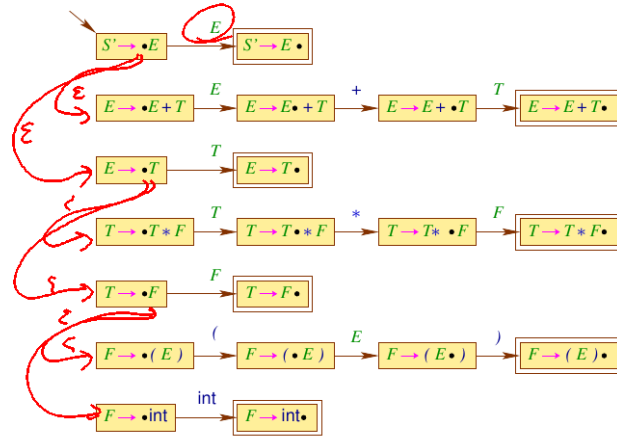 E
S' → •E S' → E•
ε
E + T
E → •E + T E → E• + T E → E + •T E → E + T•
ε
T
E → •T E → T•
T * F
T → •T * F T → T• * F T → T * •F T → T * F•
ε
F
T → •F T → F•
ε
( E )
F → •( E ) F → (•E ) F → ( E•) F → ( E )•
int
F → •int F → int•